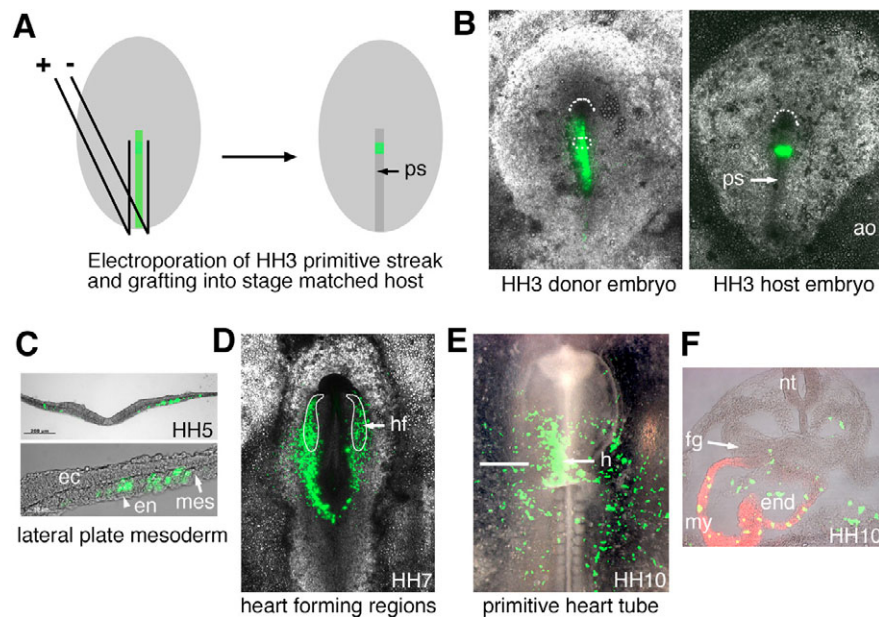 A
+ -
ps
Electroporation of HH3 primitive streak
and grafting into stage matched host
B
ps
ao
HH3 donor embryo
HH3 host embryo
C
HH5
ec
en
mes
lateral plate mesoderm
D
hf
HH7
heart forming regions
E
h
HH10
primitive heart tube
F
nt
fg
end
my
HH10